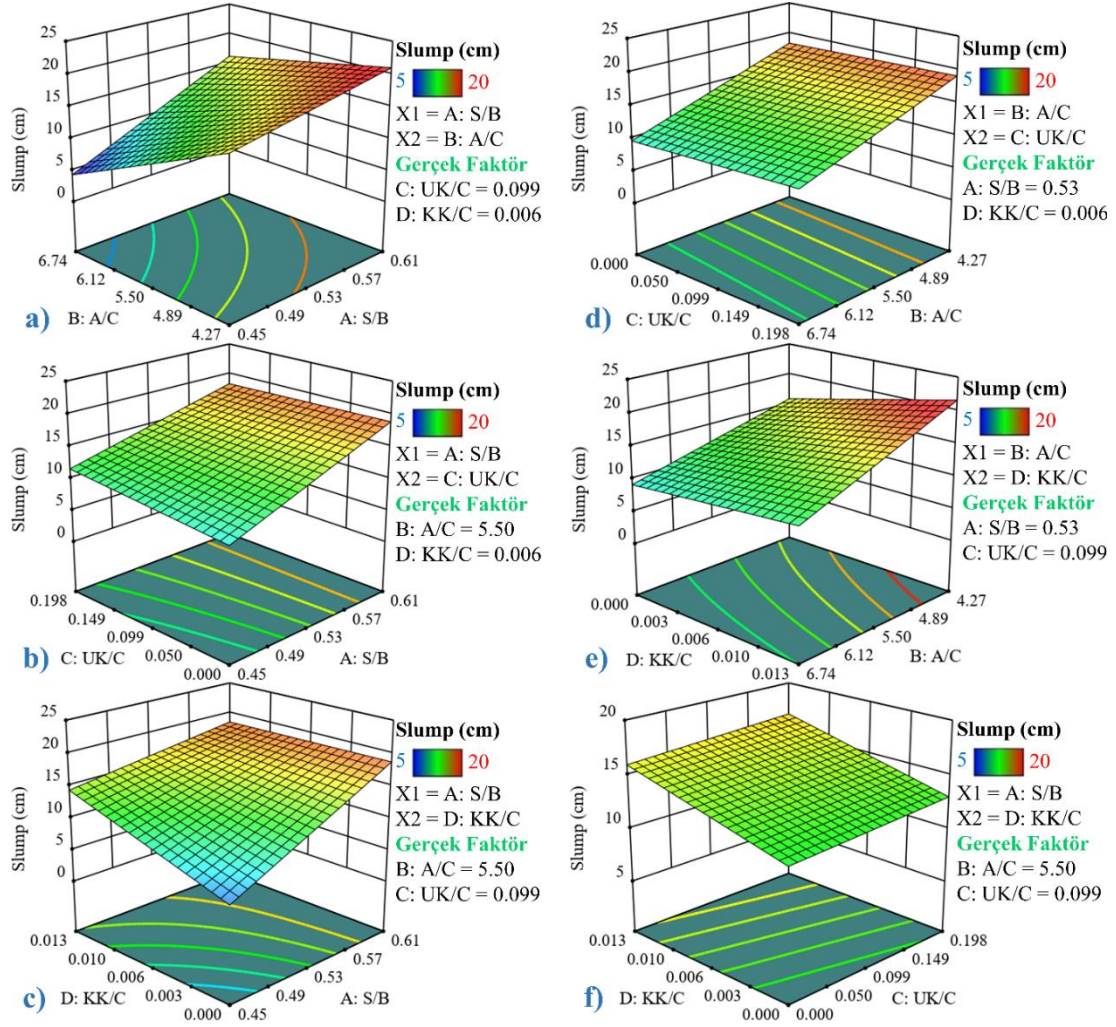 25
20
15
10
5
0
Slump (cm)
6.74
6.12
5.50
4.89
4.27
B: A/C
0.45
0.49
0.53
0.57
0.61
A: S/B
a)
Slump (cm)
5 20
X1 = A: S/B
X2 = B: A/C
Gerçek Faktör
C: UK/C = 0.099
D: KK/C = 0.006
25
20
15
10
5
0
Slump (cm)
0.000
0.050
0.099
0.149
0.198
C: UK/C
6.74
6.12
5.50
4.89
4.27
B: A/C
d)
Slump (cm)
5 20
X1 = B: A/C
X2 = C: UK/C
Gerçek Faktör
A: S/B = 0.53
D: KK/C = 0.006
25
20
15
10
5
0
Slump (cm)
0.198
0.149
0.099
0.050
0.000
C: UK/C
0.45
0.49
0.53
0.57
0.61
A: S/B
b)
Slump (cm)
5 20
X1 = A: S/B
X2 = C: UK/C
Gerçek Faktör
B: A/C = 5.50
D: KK/C = 0.006
25
20
15
10
5
0
Slump (cm)
0.000
0.003
0.006
0.010
0.013
D: KK/C
6.74
6.12
5.50
4.89
4.27
B: A/C
e)
Slump (cm)
5 20
X1 = B: A/C
X2 = D: KK/C
Gerçek Faktör
A: S/B = 0.53
C: UK/C = 0.099
25
20
15
10
5
0
Slump (cm)
0.013
0.010
0.006
0.003
0.000
D: KK/C
0.45
0.49
0.53
0.57
0.61
A: S/B
c)
Slump (cm)
5 20
X1 = A: S/B
X2 = D: KK/C
Gerçek Faktör
B: A/C = 5.50
C: UK/C = 0.099
20
15
10
5
Slump (cm)
0.013
0.010
0.006
0.003
0.000
D: KK/C
0.000
0.050
0.099
0.149
0.198
C: UK/C
f)
Slump (cm)
5 20
X1 = A: S/B
X2 = D: KK/C
Gerçek Faktör
B: A/C = 5.50
C: UK/C = 0.099